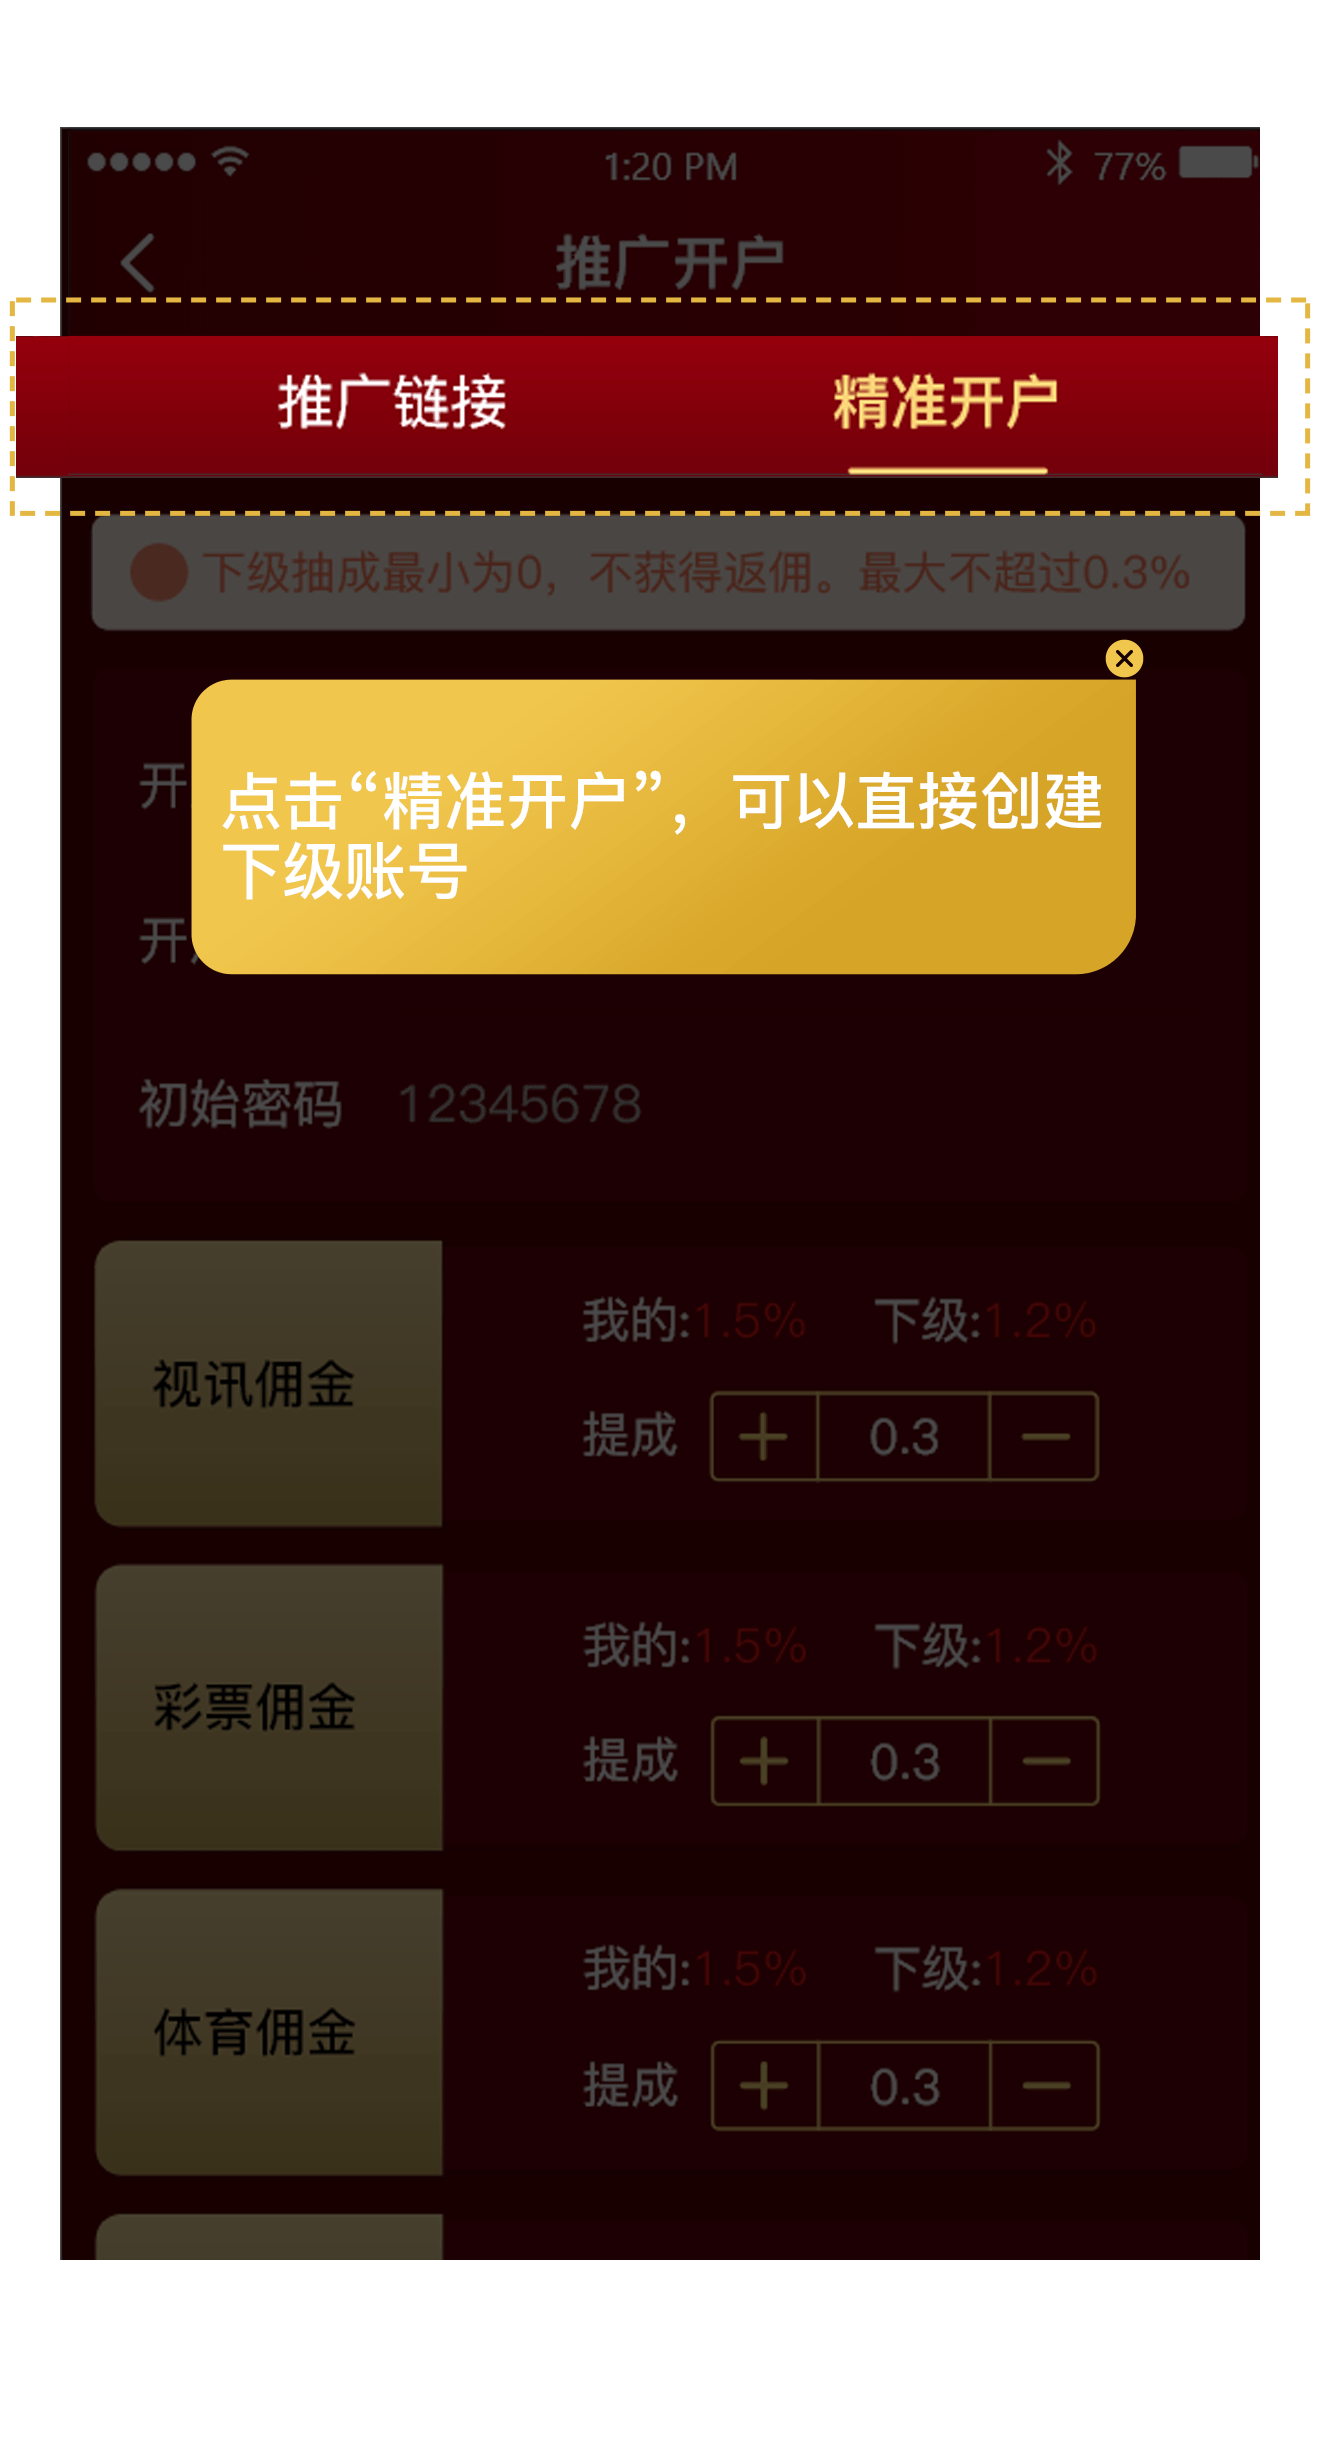 1:20 PM 77%
推广开户
推广链接 精准开户
下级抽成最小为0，不获得返佣。最大不超过0.3%
点击“精准开户”，可以直接创建
下级账号
开
开
初始密码 12345678
我的:1.5% 下级:1.2%
视讯佣金
提成 + 0.3 −
我的:1.5% 下级:1.2%
彩票佣金
提成 + 0.3 −
我的:1.5% 下级:1.2%
体育佣金
提成 + 0.3 −